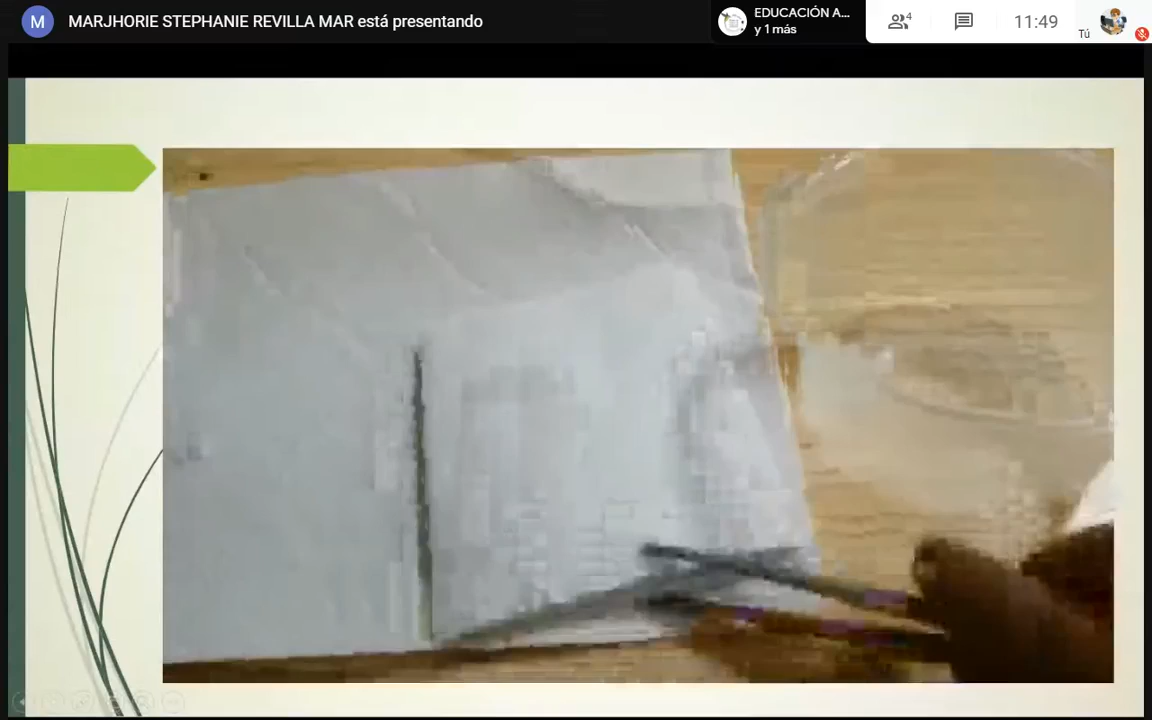 M
MARJHORIE STEPHANIE REVILLA MAR está presentando
EDUCACIÓN A...
y 1 más
4
11:49
Tú